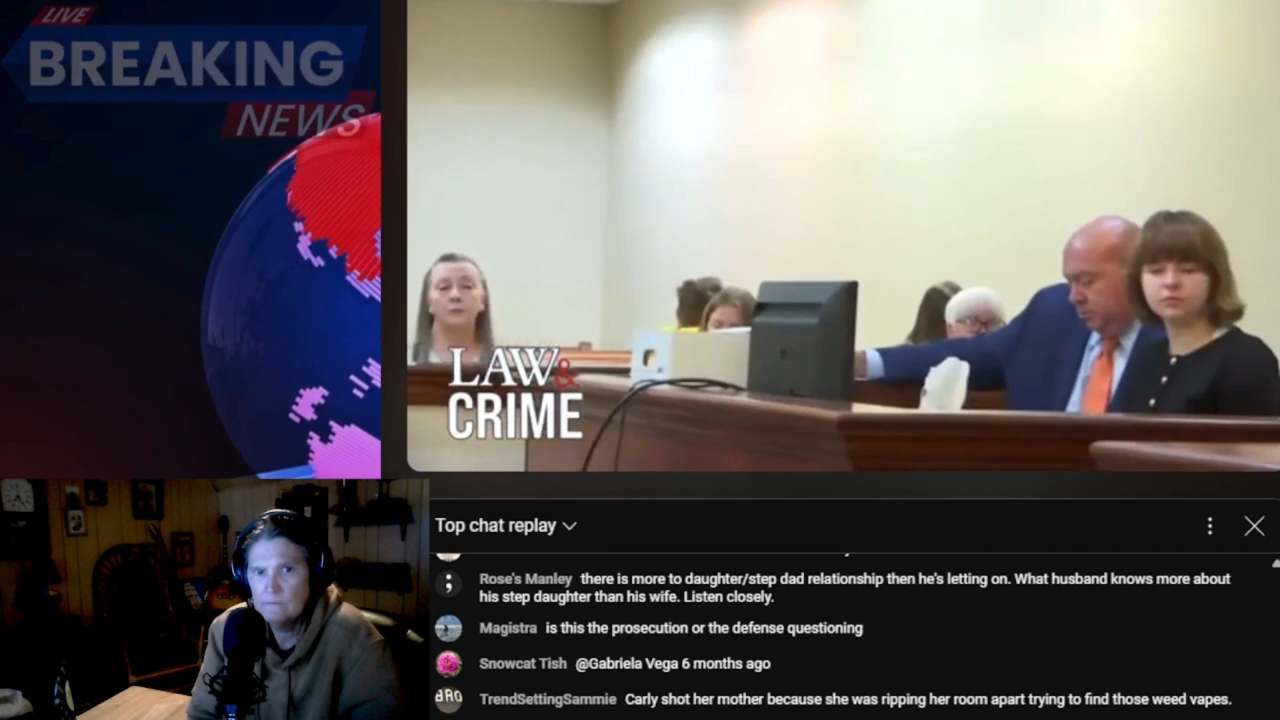 LIVE
BREAKING
NEWS
LAW&
CRIME
Top chat replay
Rose's Manley there is more to daughter/step dad relationship then he's letting on. What husband knows more about
his step daughter than his wife. Listen closely.
Magistra is this the prosecution or the defense questioning
Snowcat Tish @Gabriela Vega 6 months ago
TrendSettingSammie Carly shot her mother because she was ripping her room apart trying to find those weed vapes.